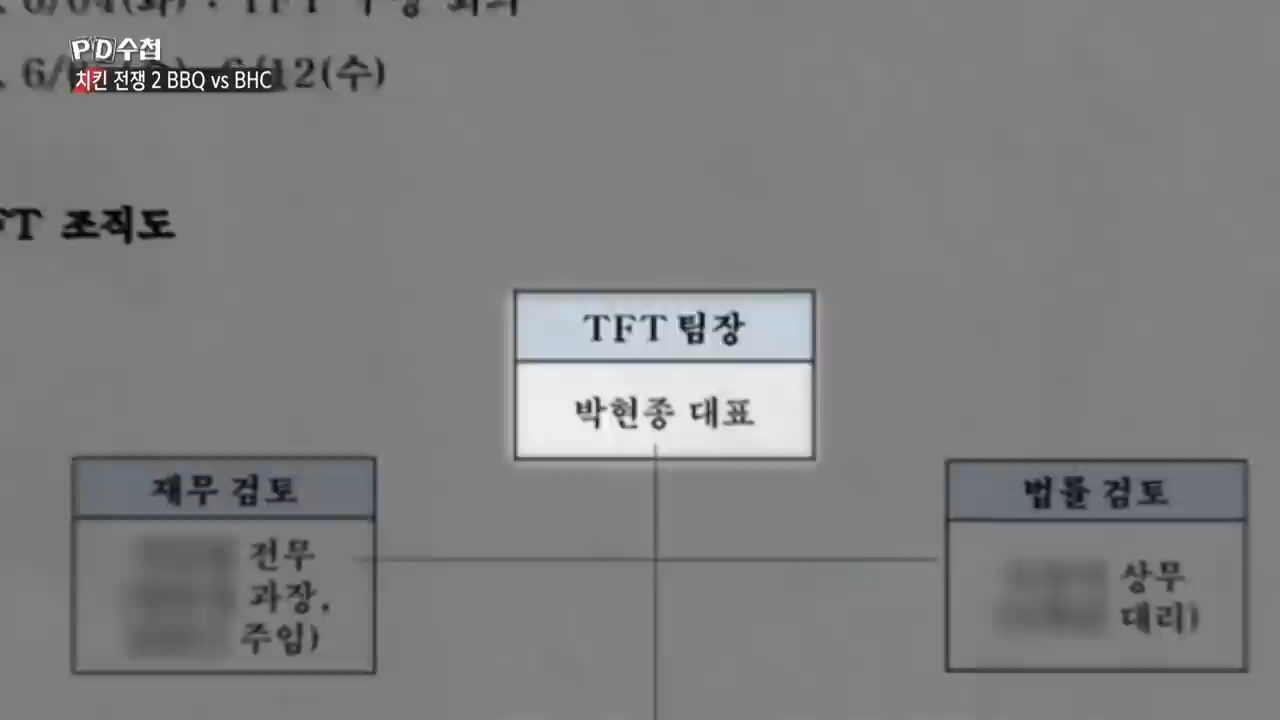 PD수첩
치킨 전쟁 2 BBQ vs BHC
12(수)
조직도
TFT 팀장
박현종 대표
재무 검토
전무
과장,
주임)
법률 검토
상무
대리)